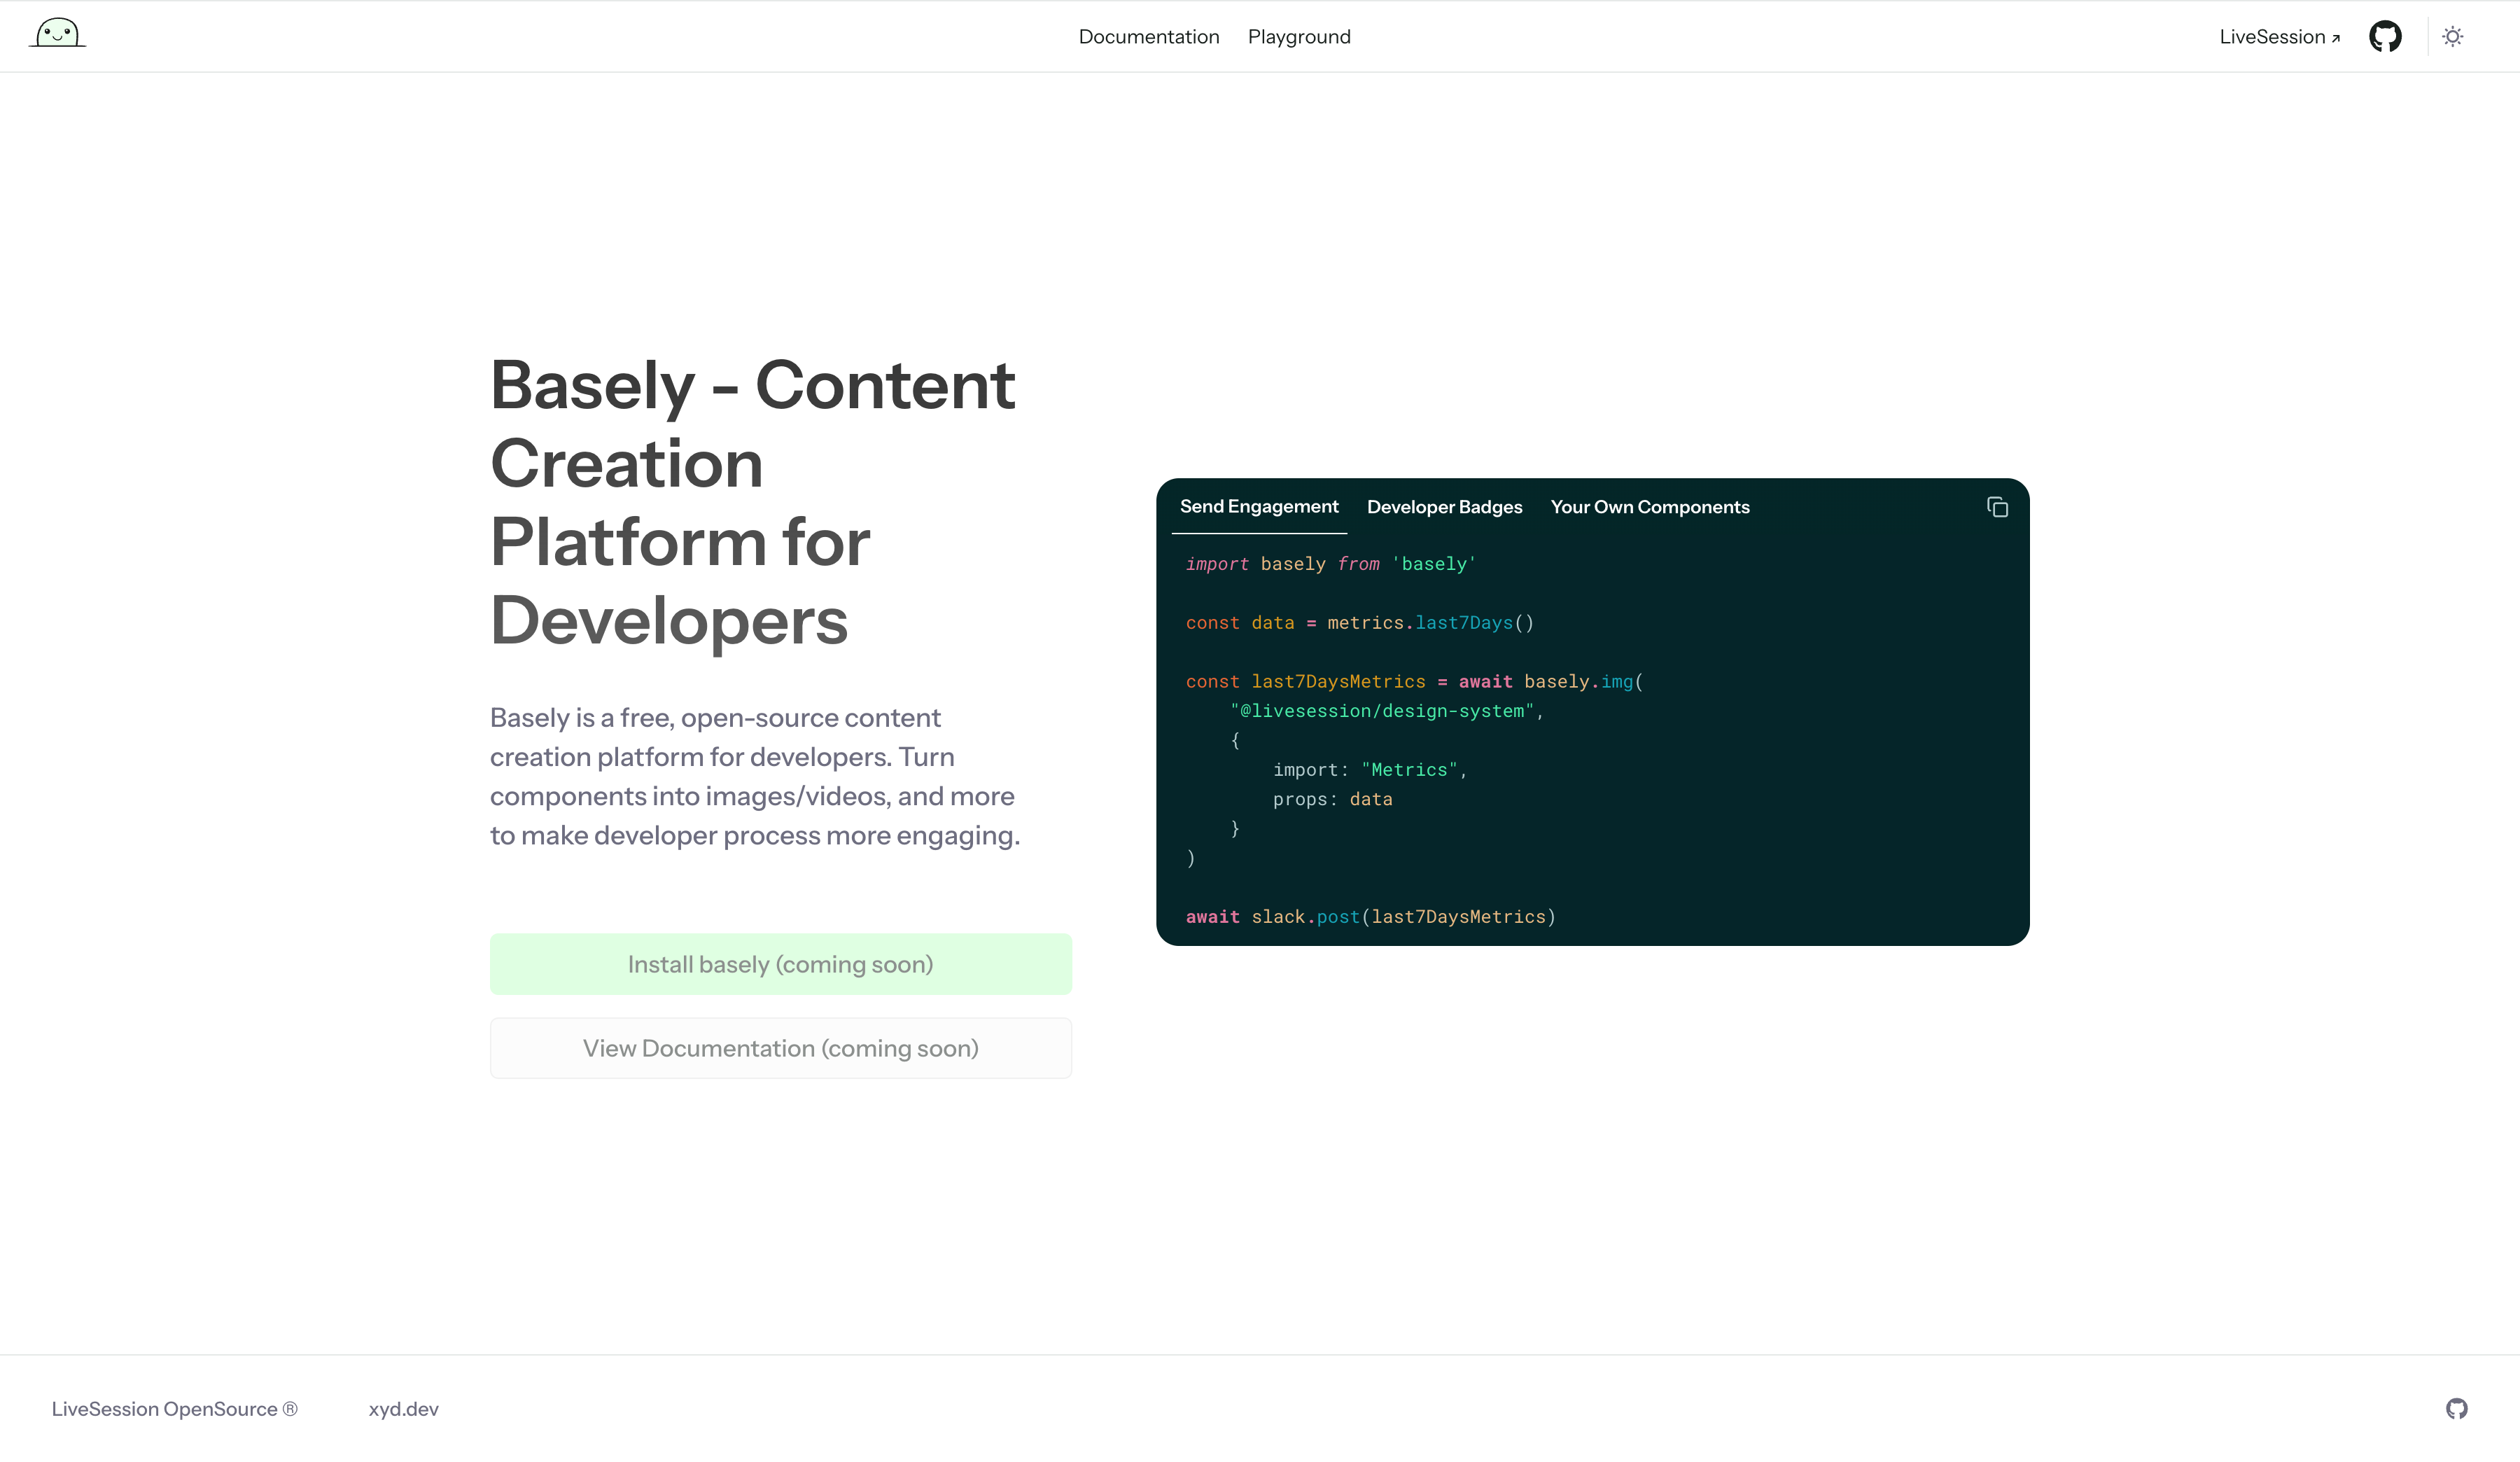 Documentation Playground LiveSession ↗
Basely - Content
Creation
Platform for
Developers
Basely is a free, open-source content
creation platform for developers. Turn
components into images/videos, and more
to make developer process more engaging.
Install basely (coming soon)
View Documentation (coming soon)
Send Engagement Developer Badges Your Own Components
import basely from 'basely'
const data = metrics.last7Days()
const last7DaysMetrics = await basely.img(
    "@livesession/design-system",
    {
        import: "Metrics",
        props: data
    }
)
await slack.post(last7DaysMetrics)
LiveSession OpenSource ® xyd.dev